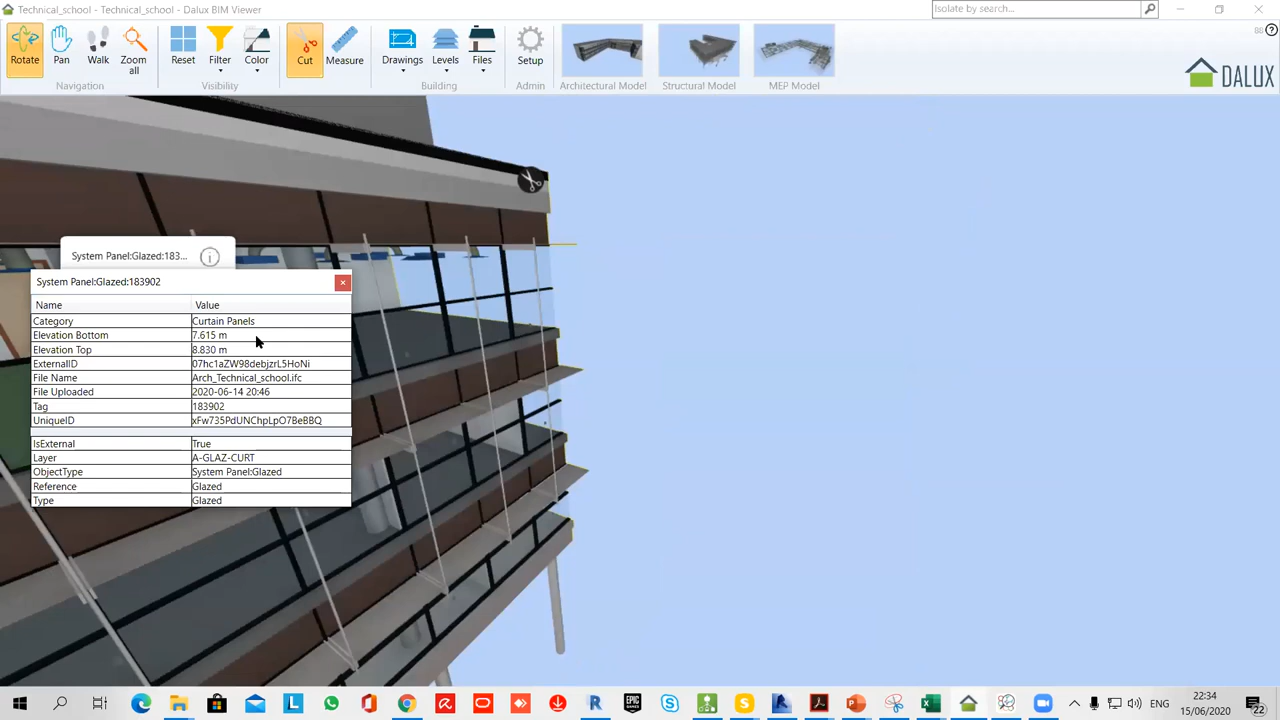 Technical_school - Technical_school - Dalux BIM Viewer
Isolate by search...
Rotate Pan Walk Zoom all Reset Filter Color Cut Measure Drawings Levels Files Setup
Navigation Visibility Building Admin Architectural Model Structural Model MEP Model
DALUX
System Panel:Glazed:183...
System Panel:Glazed:183902
Name Value
Category Curtain Panels
Elevation Bottom 7.615 m
Elevation Top 8.830 m
ExternalID 07hc1aZW98debjzrL5HoNi
File Name Arch_Technical_school.ifc
File Uploaded 2020-06-14 20:46
Tag 183902
UniqueID xFw735PdUNChpLpO7BeBBQ
IsExternal True
Layer A-GLAZ-CURT
ObjectType System Panel:Glazed
Reference Glazed
Type Glazed
ENG
22:34
15/06/2020
22